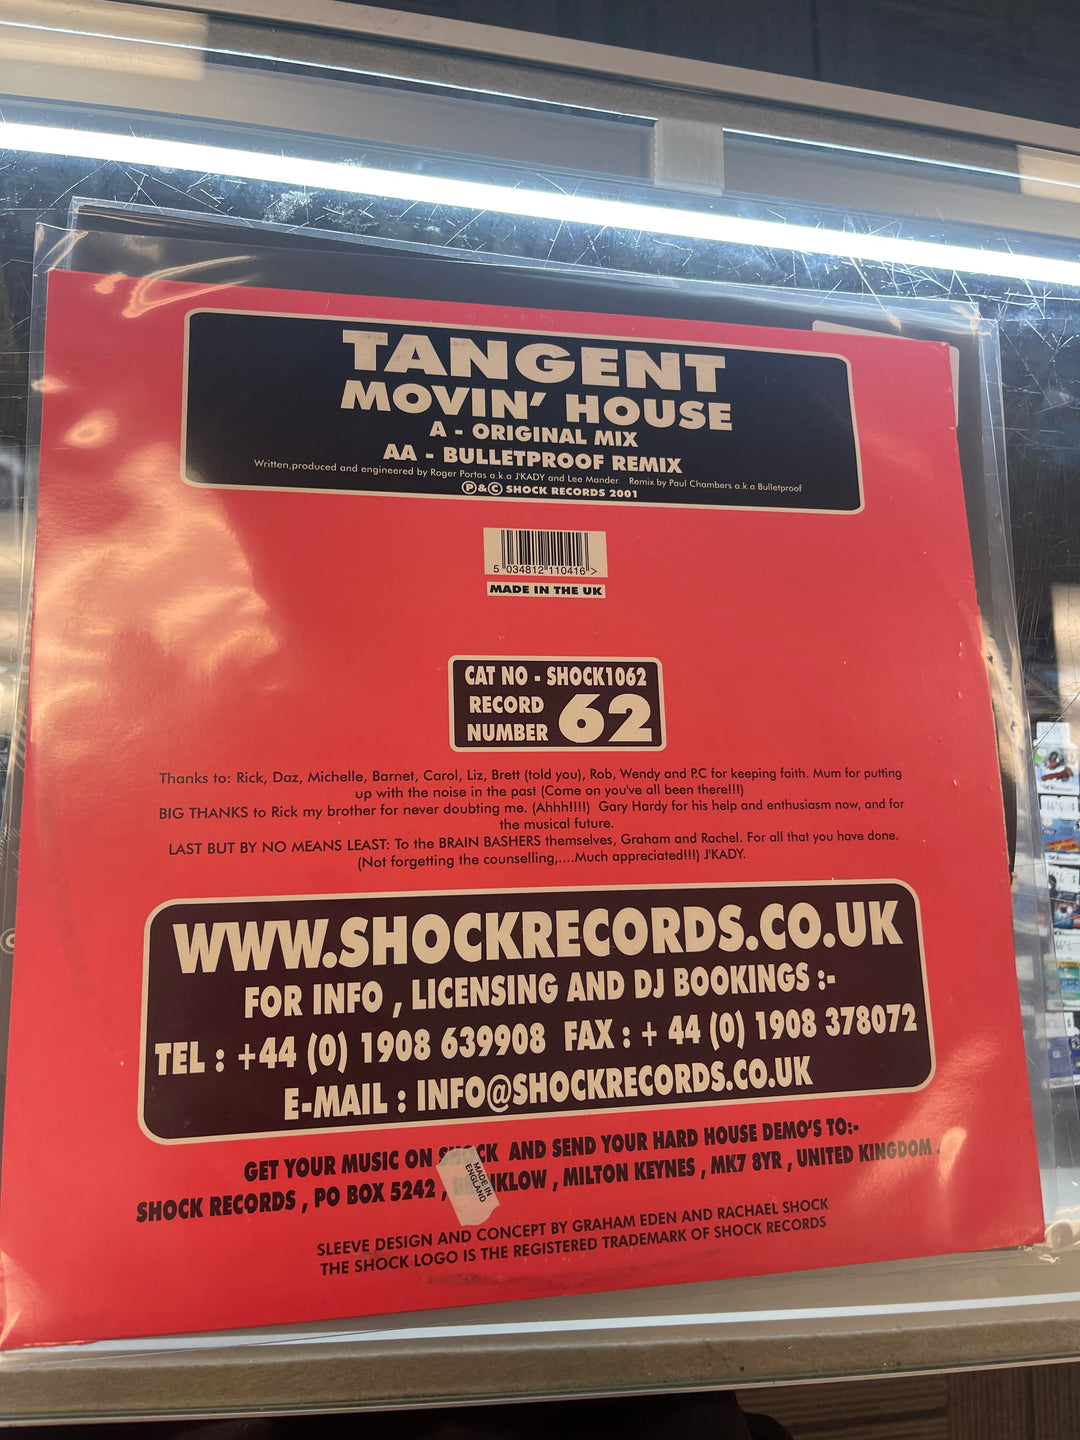 TANGENT
MOVIN' HOUSE
A - ORIGINAL MIX
AA - BULLETPROOF REMIX
Written,produced and engineered by Roger Portas a.k.a J'KADY and Lee Mander. Remix by Paul Chambers a.k.a Bulletproof
Ⓟ&© SHOCK RECORDS 2001
5 034812 110416 >
MADE IN THE UK
CAT NO - SHOCK1062
RECORD
NUMBER 62
Thanks to: Rick, Daz, Michelle, Barnet, Carol, Liz, Brett (told you), Rob, Wendy and P.C for keeping faith. Mum for putting
up with the noise in the past (Come on you've all been there!!!)
BIG THANKS to Rick my brother for never doubting me. (Ahhh!!!!) Gary Hardy for his help and enthusiasm now, and for
the musical future.
LAST BUT BY NO MEANS LEAST: To the BRAIN BASHERS themselves, Graham and Rachel. For all that you have done.
(Not forgetting the counselling,....Much appreciated!!!) J'KADY.
WWW.SHOCKRECORDS.CO.UK
FOR INFO , LICENSING AND DJ BOOKINGS :-
TEL : +44 (0) 1908 639908 FAX : + 44 (0) 1908 378072
E-MAIL : INFO@SHOCKRECORDS.CO.UK
GET YOUR MUSIC ON SHOCK AND SEND YOUR HARD HOUSE DEMO'S TO:-
SHOCK RECORDS , PO BOX 5242 , MILTON KEYNES , MK7 8YR , UNITED KINGDOM .
MADE IN
ENGLAND
SLEEVE DESIGN AND CONCEPT BY GRAHAM EDEN AND RACHAEL SHOCK
THE SHOCK LOGO IS THE REGISTERED TRADEMARK OF SHOCK RECORDS